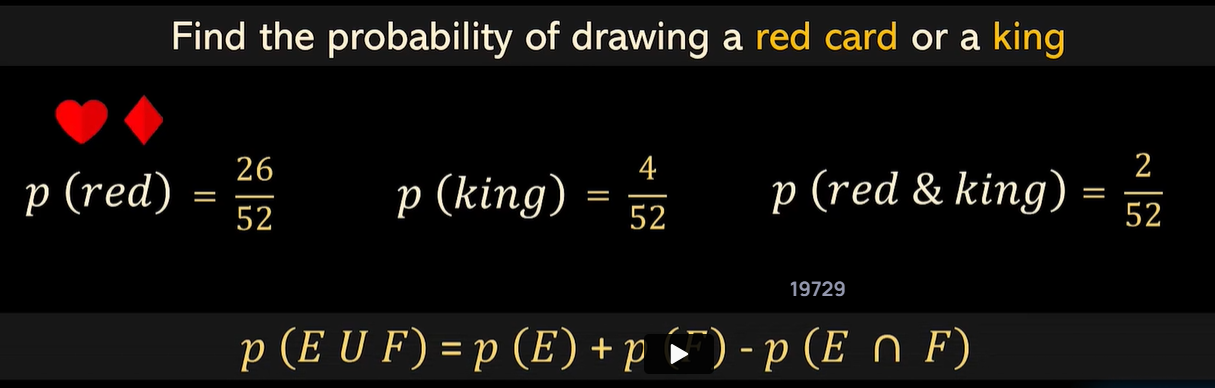 Find the probability of drawing a red card or a king
p (red) = 26/52 p (king) = 4/52 p (red & king) = 2/52
19729
p (E U F) = p (E) + p (F) - p (E ∩ F)